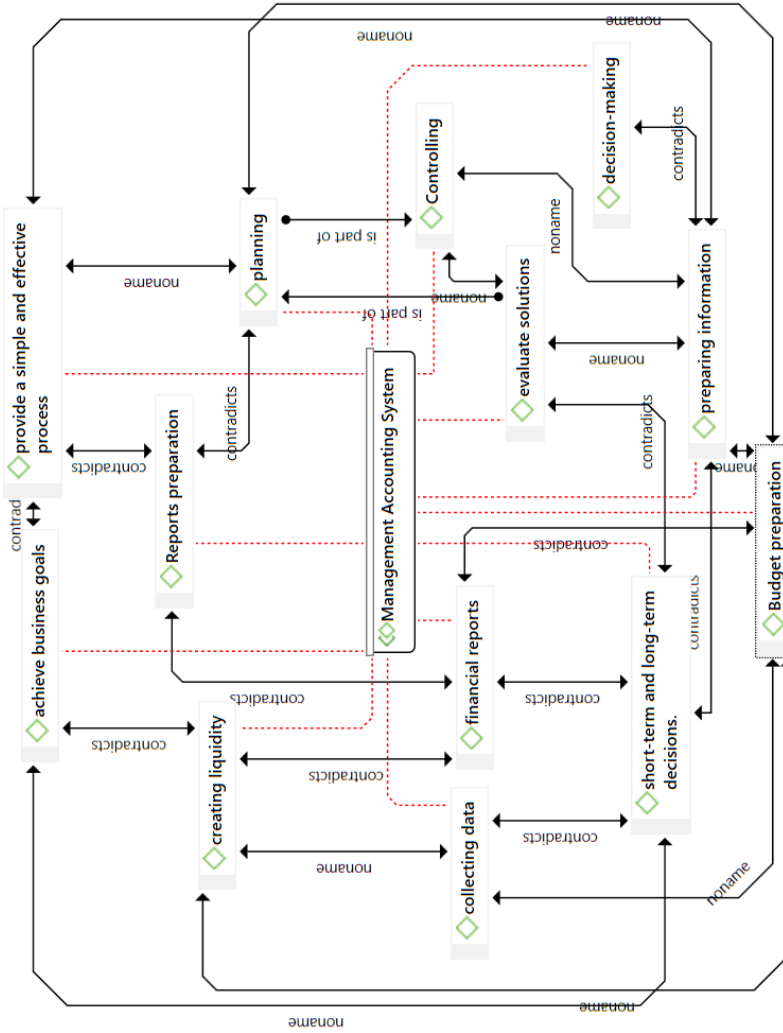 noname
noname
contradicts
decision-making
Controlling
noname
is part of
planning
noname
provide a simple and effective
process
is part of
noname
evaluate solutions
noname
preparing information
contradicts
contradicts
Reports preparation
contradicts
contrad
achieve business goals
Management Accounting System
contradicts
noname
contradicts
Budget preparation
contradicts
financial reports
contradicts
contradicts
short-term and long-term
decisions.
contradicts
creating liquidity
contradicts
noname
collecting data
contradicts
noname
noname
noname